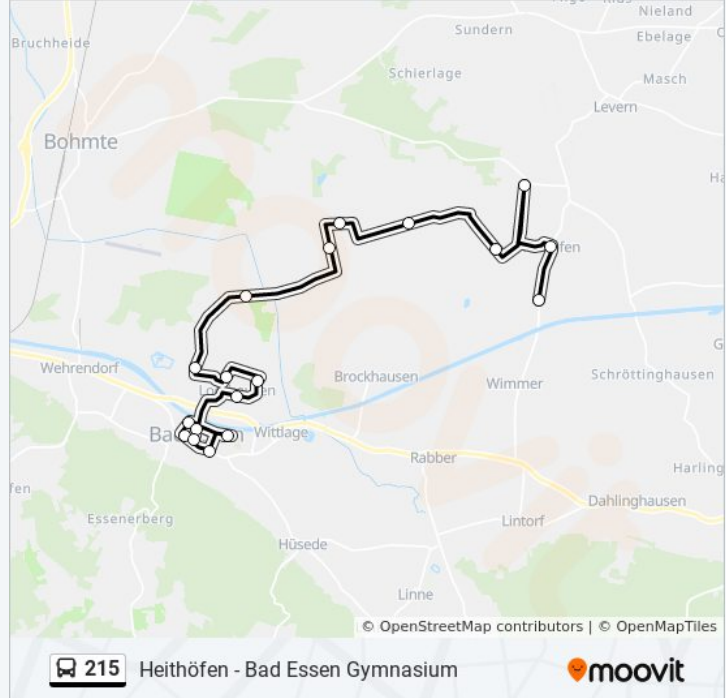 Nieland
Sundern
Ebelage
Bruchheide
Schierlage
Masch
Levern
Bohmte
Wehrendorf
Brockhausen
Wimmer
Schröttinghausen
Wittlage
Rabber
Dahlinghausen
Essenerberg
Lintorf
Hüsede
Linne
© OpenStreetMap contributors | © OpenMapTiles
215 Heithöfen - Bad Essen Gymnasium moovit